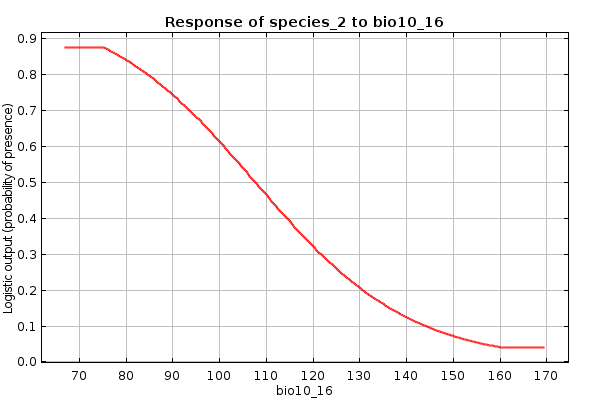 Response of species_2 to bio10_16
Logistic output (probability of presence)
0.9
0.8
0.7
0.6
0.5
0.4
0.3
0.2
0.1
0.0
70 80 90 100 110 120 130 140 150 160 170
bio10_16